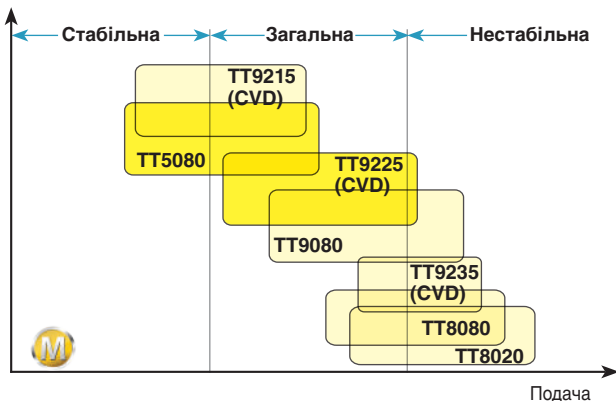 Стабільна Загальна Нестабільна
TT9215
(CVD)
TT5080
TT9225
(CVD)
TT9080
TT9235
(CVD)
TT8080
TT8020
M
Подача